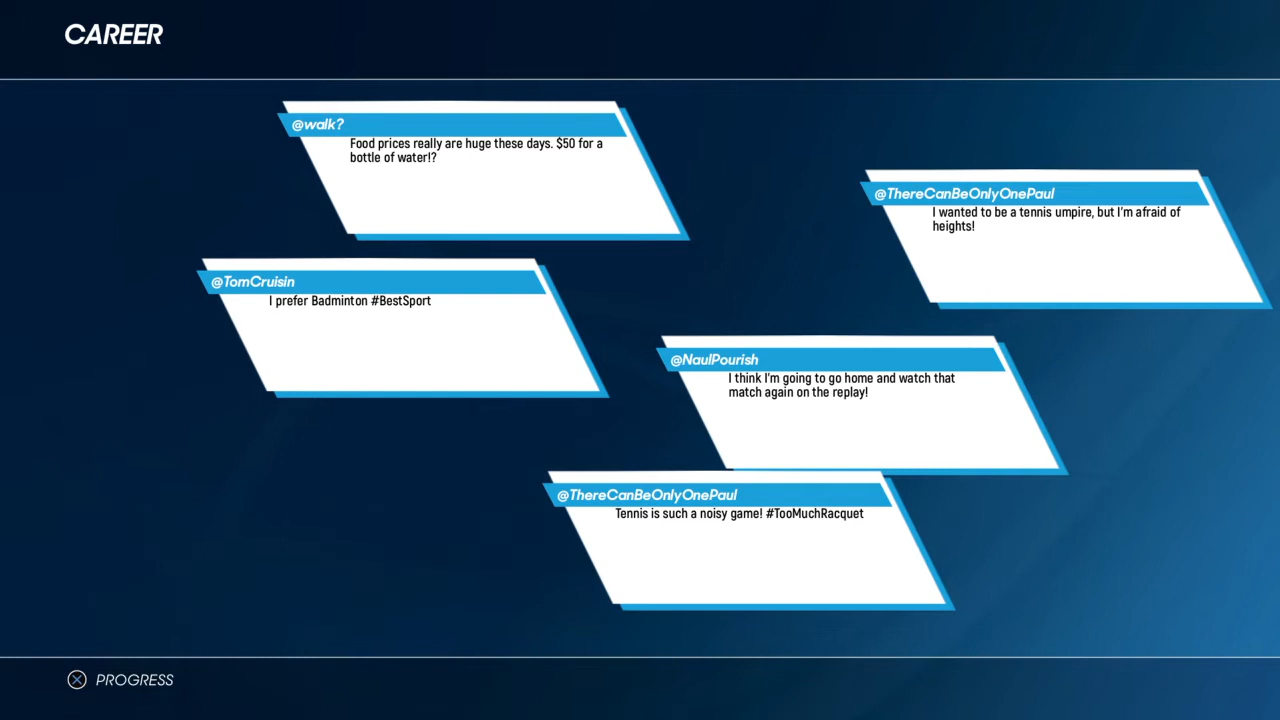 CAREER
@walk?
Food prices really are huge these days. $50 for a
bottle of water!?
@ThereCanBeOnlyOnePaul
I wanted to be a tennis umpire, but I'm afraid of
heights!
@TomCruisin
I prefer Badminton #BestSport
@NaulPourish
I think I'm going to go home and watch that
match again on the replay!
@ThereCanBeOnlyOnePaul
Tennis is such a noisy game! #TooMuchRacquet
PROGRESS